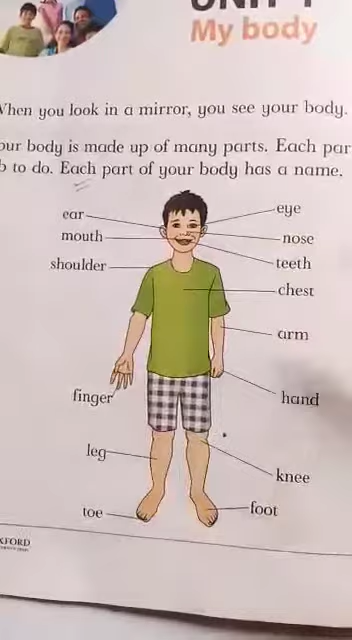 My body
When you look in a mirror, you see your body.
our body is made up of many parts. Each par
to do. Each part of your body has a name.
ear
eye
mouth
nose
shoulder
teeth
chest
arm
finger
hand
leg
knee
toe
foot